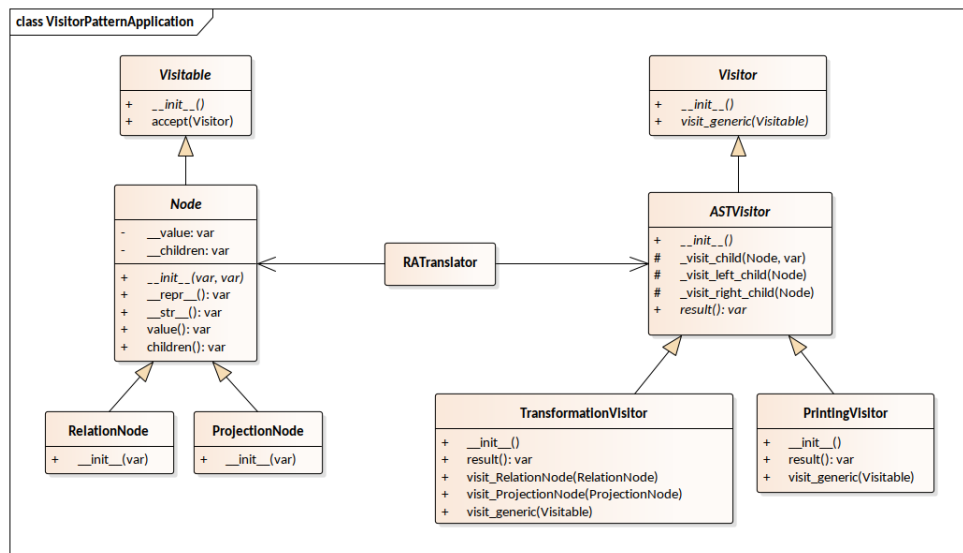 class VisitorPatternApplication
Visitable
+ __init__()
+ accept(Visitor)
Visitor
+ __init__()
+ visit_generic(Visitable)
Node
- __value: var
- __children: var
+ __init__(var, var)
+ __repr__(): var
+ __str__(): var
+ value(): var
+ children(): var
RATranslator
ASTVisitor
+ __init__()
# _visit_child(Node, var)
# _visit_left_child(Node)
# _visit_right_child(Node)
+ result(): var
RelationNode
+ __init__(var)
ProjectionNode
+ __init__(var)
TransformationVisitor
+ __init__()
+ result(): var
+ visit_RelationNode(RelationNode)
+ visit_ProjectionNode(ProjectionNode)
+ visit_generic(Visitable)
PrintingVisitor
+ __init__()
+ result(): var
+ visit_generic(Visitable)